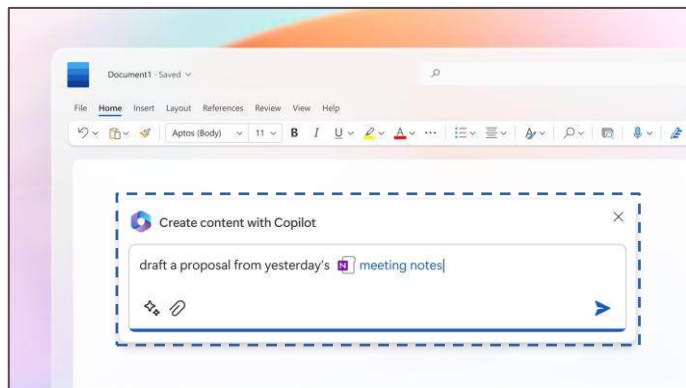 Document1 - Saved
File Home Insert Layout References Review View Help
Aptos (Body) 11 B I U A A
Create content with Copilot
draft a proposal from yesterday's N meeting notes